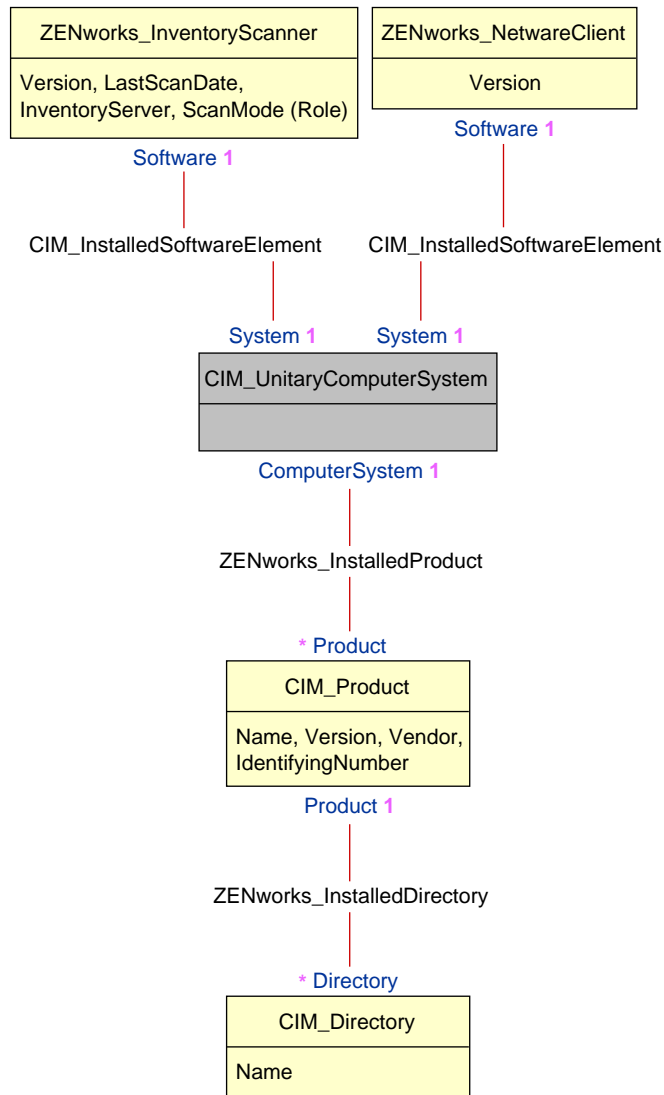 ZENworks_InventoryScanner
Version, LastScanDate,
InventoryServer, ScanMode (Role)
Software 1
ZENworks_NetwareClient
Version
Software 1
CIM_InstalledSoftwareElement
CIM_InstalledSoftwareElement
System 1
System 1
CIM_UnitaryComputerSystem
ComputerSystem 1
ZENworks_InstalledProduct
* Product
CIM_Product
Name, Version, Vendor,
IdentifyingNumber
Product 1
ZENworks_InstalledDirectory
* Directory
CIM_Directory
Name